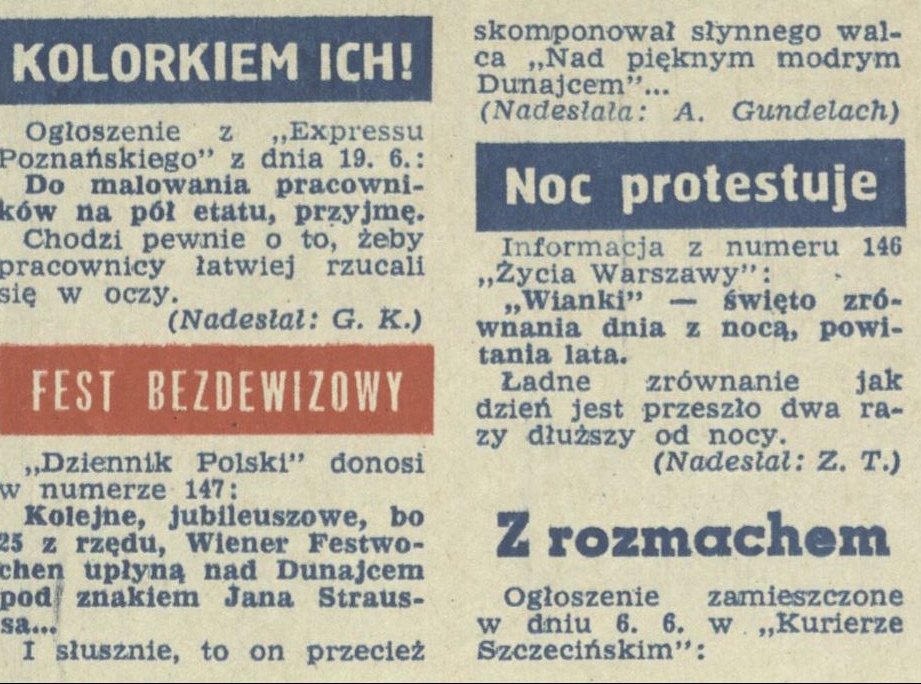 KOLORKIEM ICH!
Ogłoszenie z „Expressu
Poznańskiego” z dnia 19. 6.:
Do malowania pracowni-
ków na pół etatu, przyjmę.
Chodzi pewnie o to, żeby
pracownicy łatwiej rzucali
się w oczy.
(Nadesłał: G. K.)
FEST BEZDEWIZOWY
„Dziennik Polski” donosi
w numerze 147:
Kolejne, jubileuszowe, bo
25 z rzędu, Wiener Festwo-
chen upłyną nad Dunajcem
pod znakiem Jana Straus-
sa...
I słusznie, to on przecież
skomponował słynnego wal-
ca „Nad pięknym modrym
Dunajcem”...
(Nadesłała: A. Gundelach)
Noc protestuje
Informacja z numeru 146
„Życia Warszawy”:
„Wianki” — święto zró-
wnania dnia z nocą, powi-
tania lata.
Ładne zrównanie jak
dzień jest przeszło dwa ra-
zy dłuższy od nocy.
(Nadesłał: Z. T.)
Z rozmachem
Ogłoszenie zamieszczone
w dniu 6. 6. w „Kurierze
Szczecińskim”: